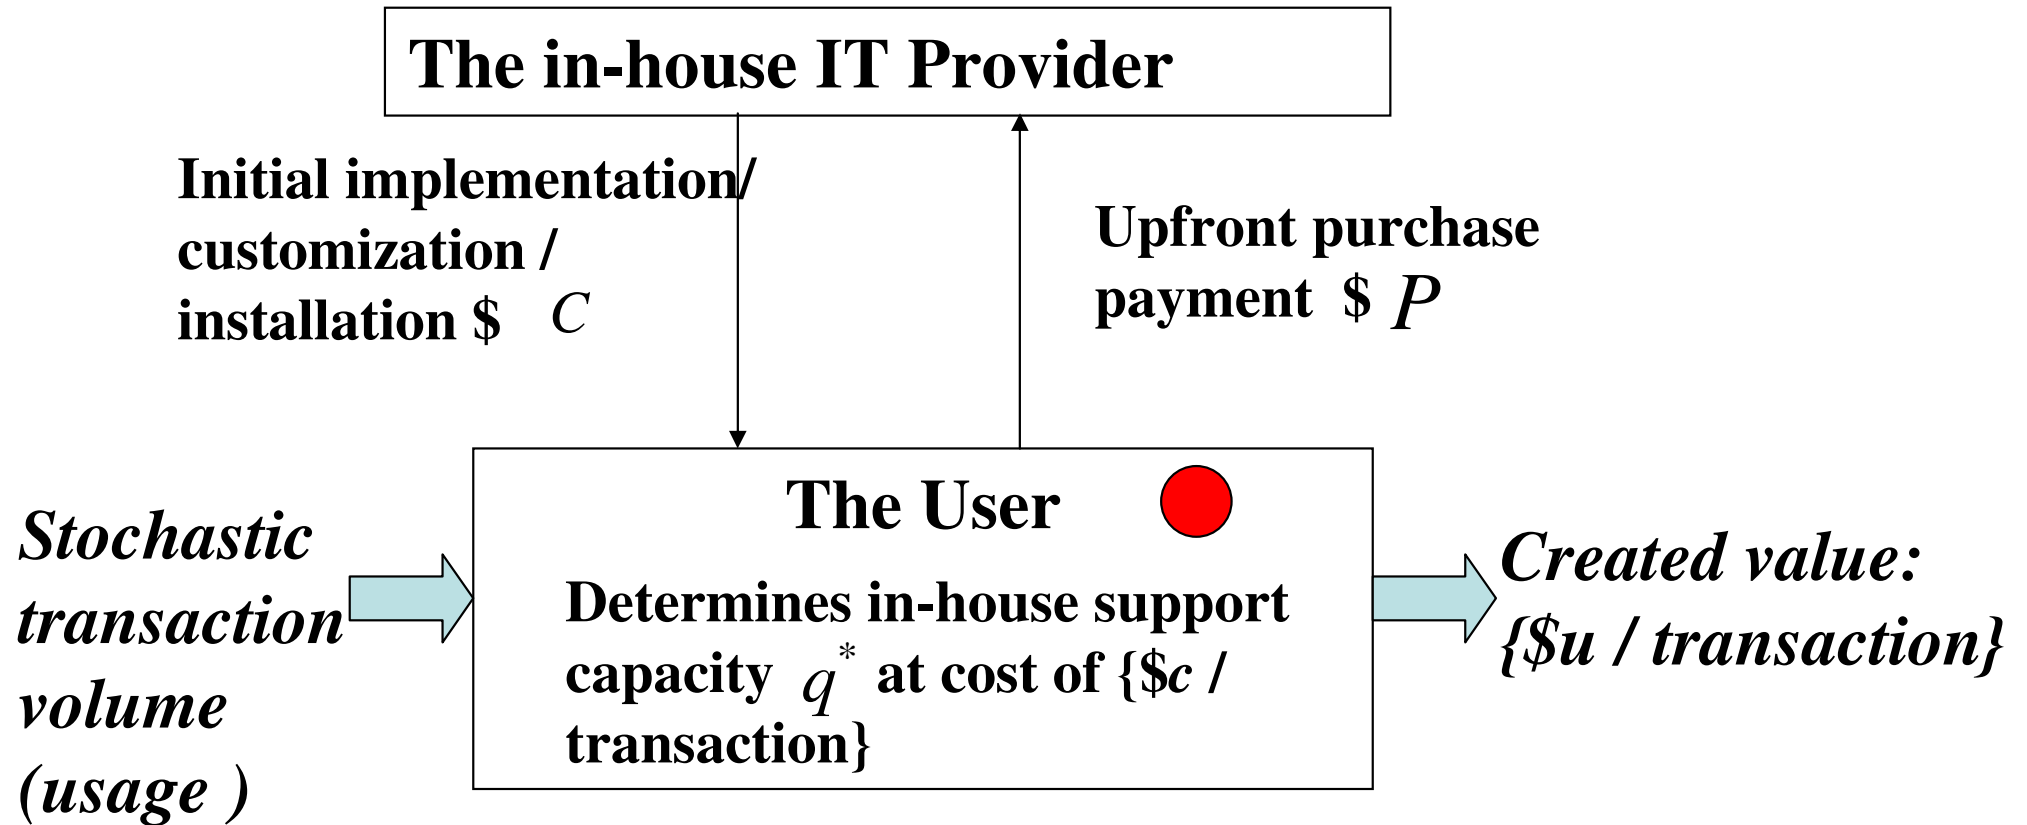 The in-house IT Provider
Initial implementation/
customization /
installation $ C
Upfront purchase
payment $ P
Stochastic
transaction
volume
(usage )
The User
Determines in-house support
capacity q* at cost of {$c /
transaction}
Created value:
{$u / transaction}